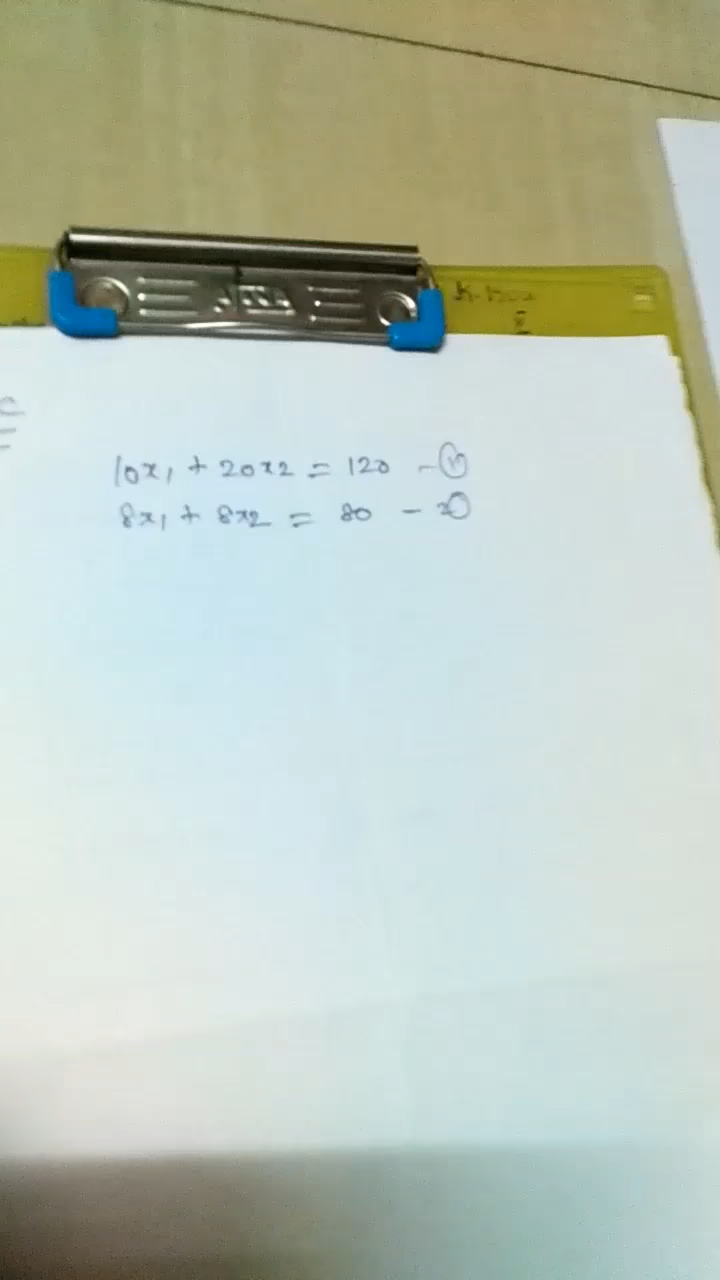 10x1 + 20x2 = 120 - ①
8x1 + 8x2 = 80 - ②